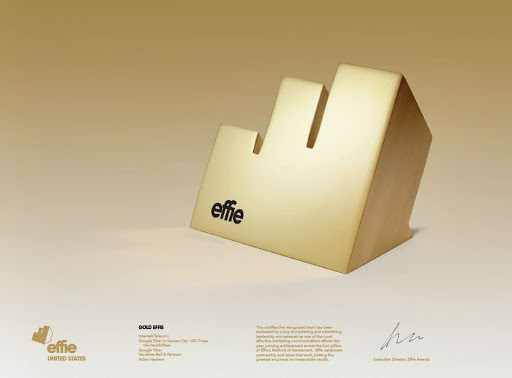 effie
effie
UNITED STATES
GOLD EFFIE
Internet/Telecom
Google Fiber in Kansas City: 100 Times
the Possibilities
Google Fiber
Venables Bell & Partners
Adhar Hashem
This certifies the recognized work has been
evaluated by a jury of marketing and advertising
leadership and selected as one of the most
effective marketing communications efforts this
year; proving achievement across the four pillars
of Effie's Method of Assessment. Effie celebrates
partnership and ideas that work, putting the
greatest emphasis on measurable results.
Executive Director, Effie Awards